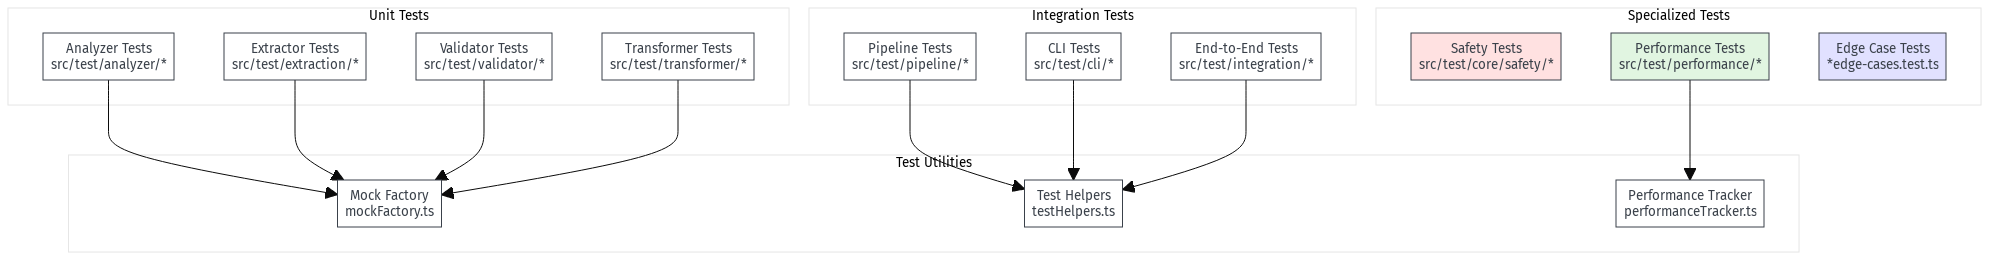 Unit Tests
Analyzer Tests
src/test/analyzer/*
Extractor Tests
src/test/extraction/*
Validator Tests
src/test/validator/*
Transformer Tests
src/test/transformer/*
Integration Tests
Pipeline Tests
src/test/pipeline/*
CLI Tests
src/test/cli/*
End-to-End Tests
src/test/integration/*
Specialized Tests
Safety Tests
src/test/core/safety/*
Performance Tests
src/test/performance/*
Edge Case Tests
*edge-cases.test.ts
Test Utilities
Mock Factory
mockFactory.ts
Test Helpers
testHelpers.ts
Performance Tracker
performanceTracker.ts